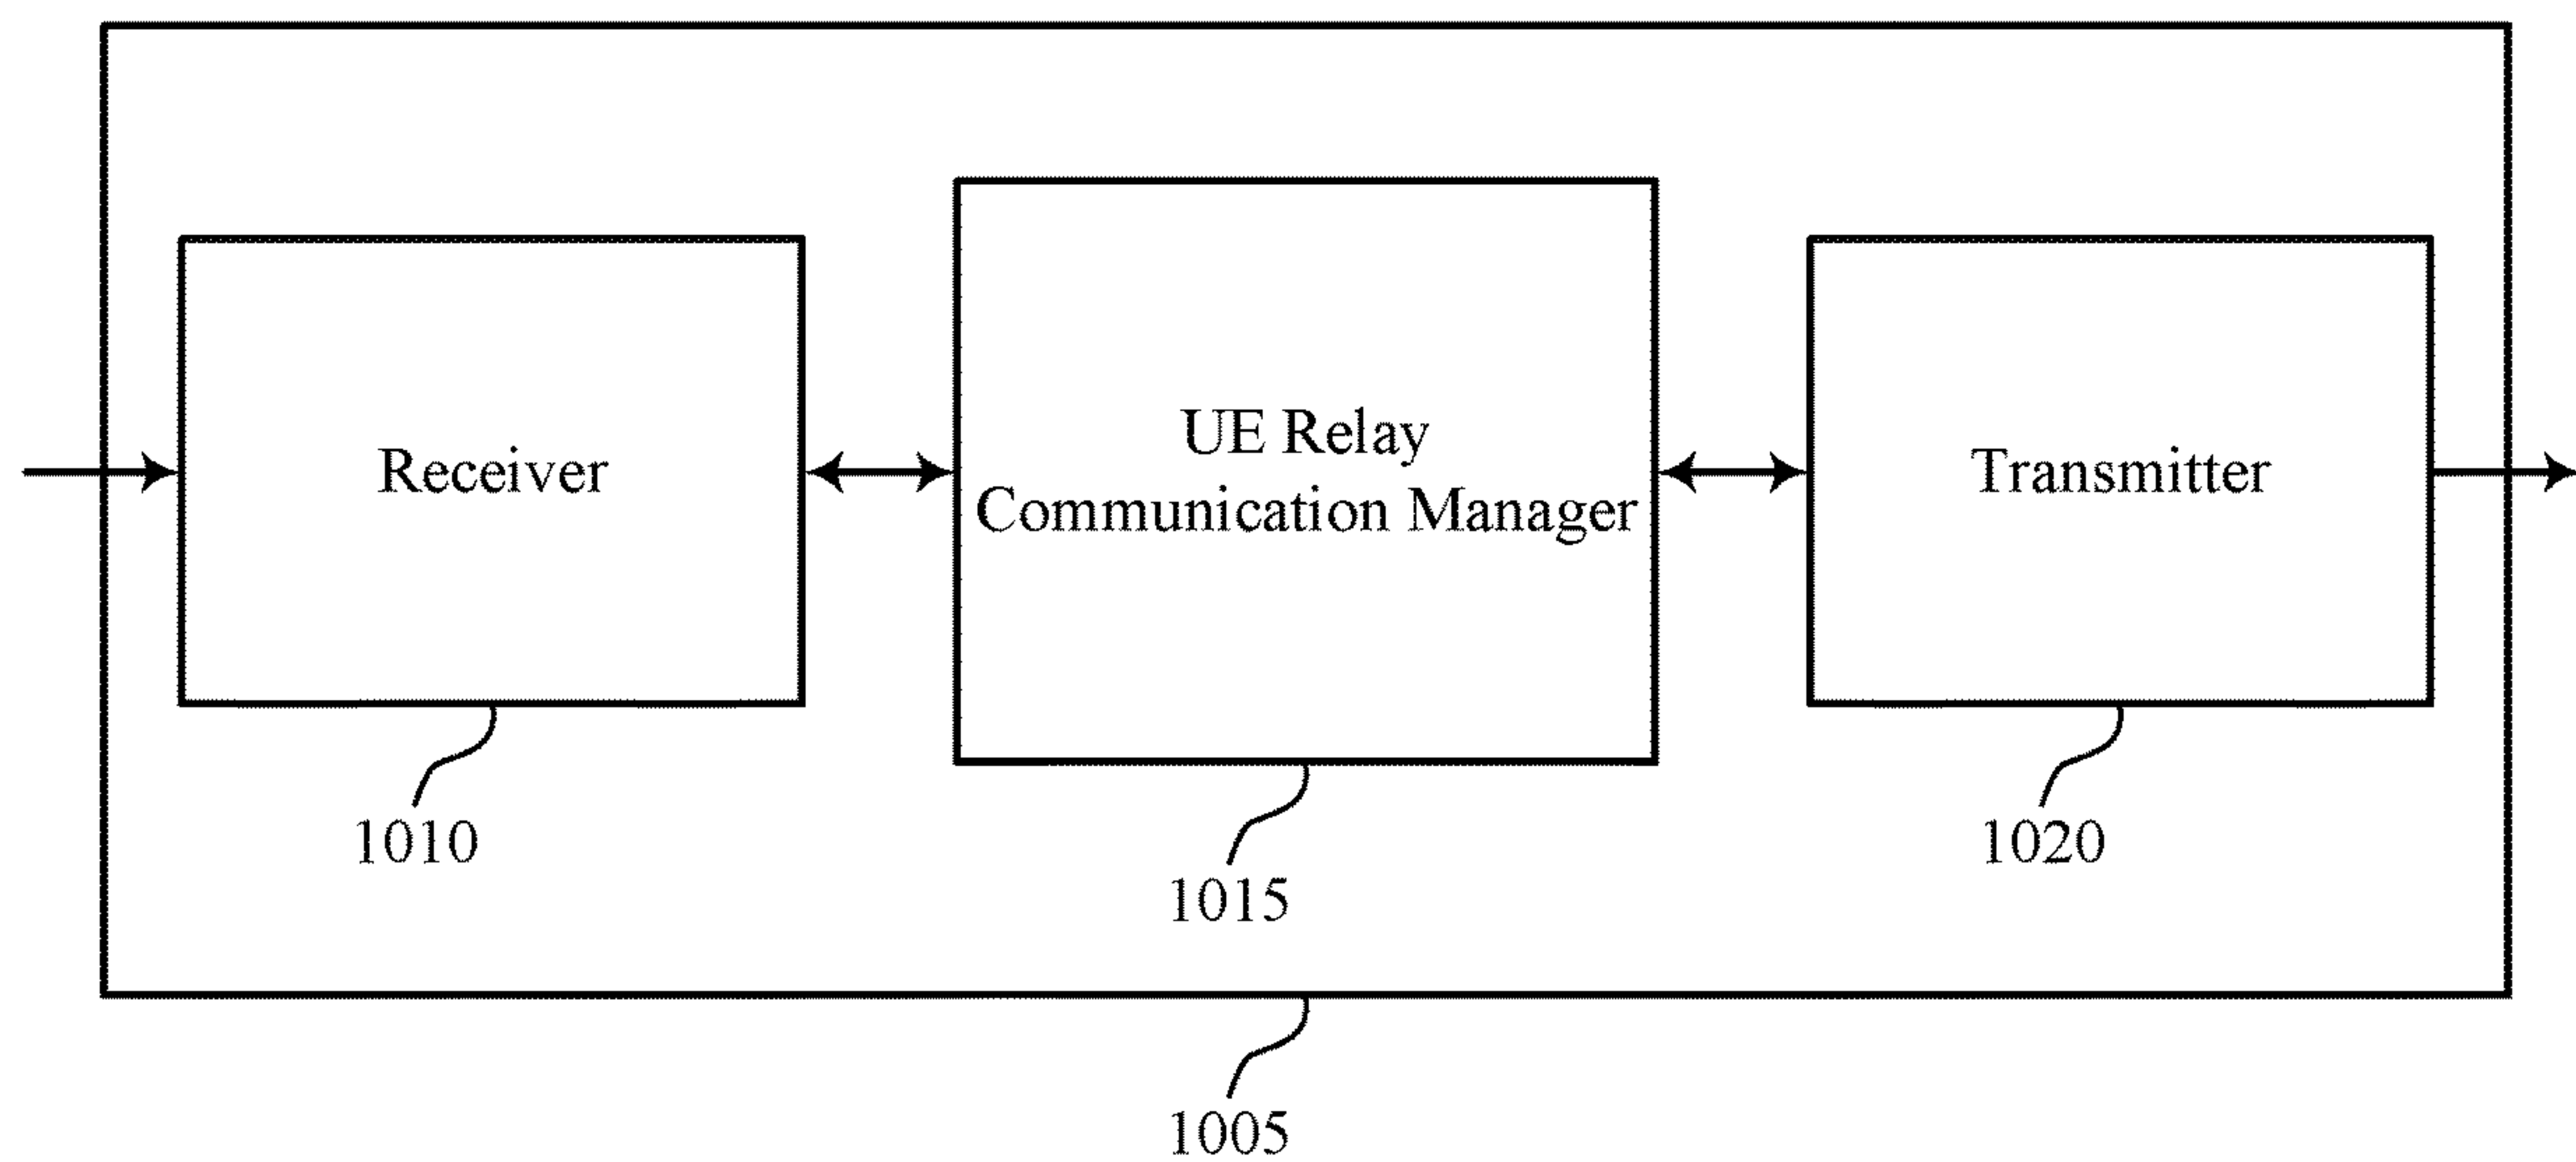 Receiver
UE Relay
Communication Manager
Transmitter
1010
1015
1020
1005